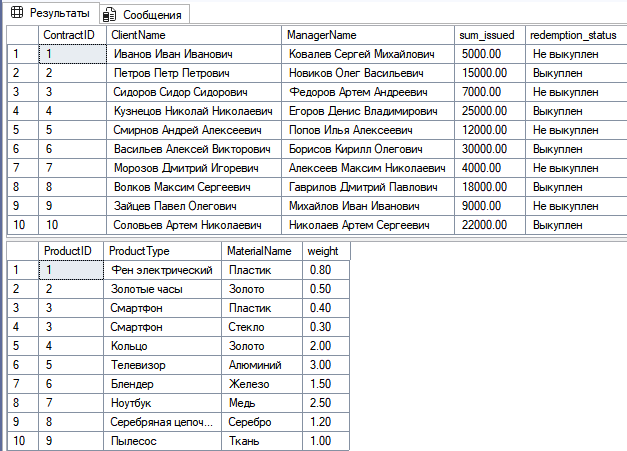 Результаты Сообщения
ContractID ClientName ManagerName sum_issued redemption_status
1 1 Иванов Иван Иванович Ковалев Сергей Михайлович 5000.00 Не выкуплен
2 2 Петров Петр Петрович Новиков Олег Васильевич 15000.00 Выкуплен
3 3 Сидоров Сидор Сидорович Федоров Артем Андреевич 7000.00 Не выкуплен
4 4 Кузнецов Николай Николаевич Егоров Денис Владимирович 25000.00 Выкуплен
5 5 Смирнов Андрей Алексеевич Попов Илья Алексеевич 12000.00 Не выкуплен
6 6 Васильев Алексей Викторович Борисов Кирилл Олегович 30000.00 Выкуплен
7 7 Морозов Дмитрий Игоревич Алексеев Максим Николаевич 4000.00 Не выкуплен
8 8 Волков Максим Сергеевич Гаврилов Дмитрий Павлович 18000.00 Выкуплен
9 9 Зайцев Павел Олегович Михайлов Иван Иванович 9000.00 Не выкуплен
10 10 Соловьев Артем Николаевич Николаев Артем Сергеевич 22000.00 Выкуплен
ProductID ProductType MaterialName weight
1 1 Фен электрический Пластик 0.80
2 2 Золотые часы Золото 0.50
3 3 Смартфон Пластик 0.40
4 3 Смартфон Стекло 0.30
5 4 Кольцо Золото 2.00
6 5 Телевизор Алюминий 3.00
7 6 Блендер Железо 1.50
8 7 Ноутбук Медь 2.50
9 8 Серебряная цепоч... Серебро 1.20
10 9 Пылесос Ткань 1.00